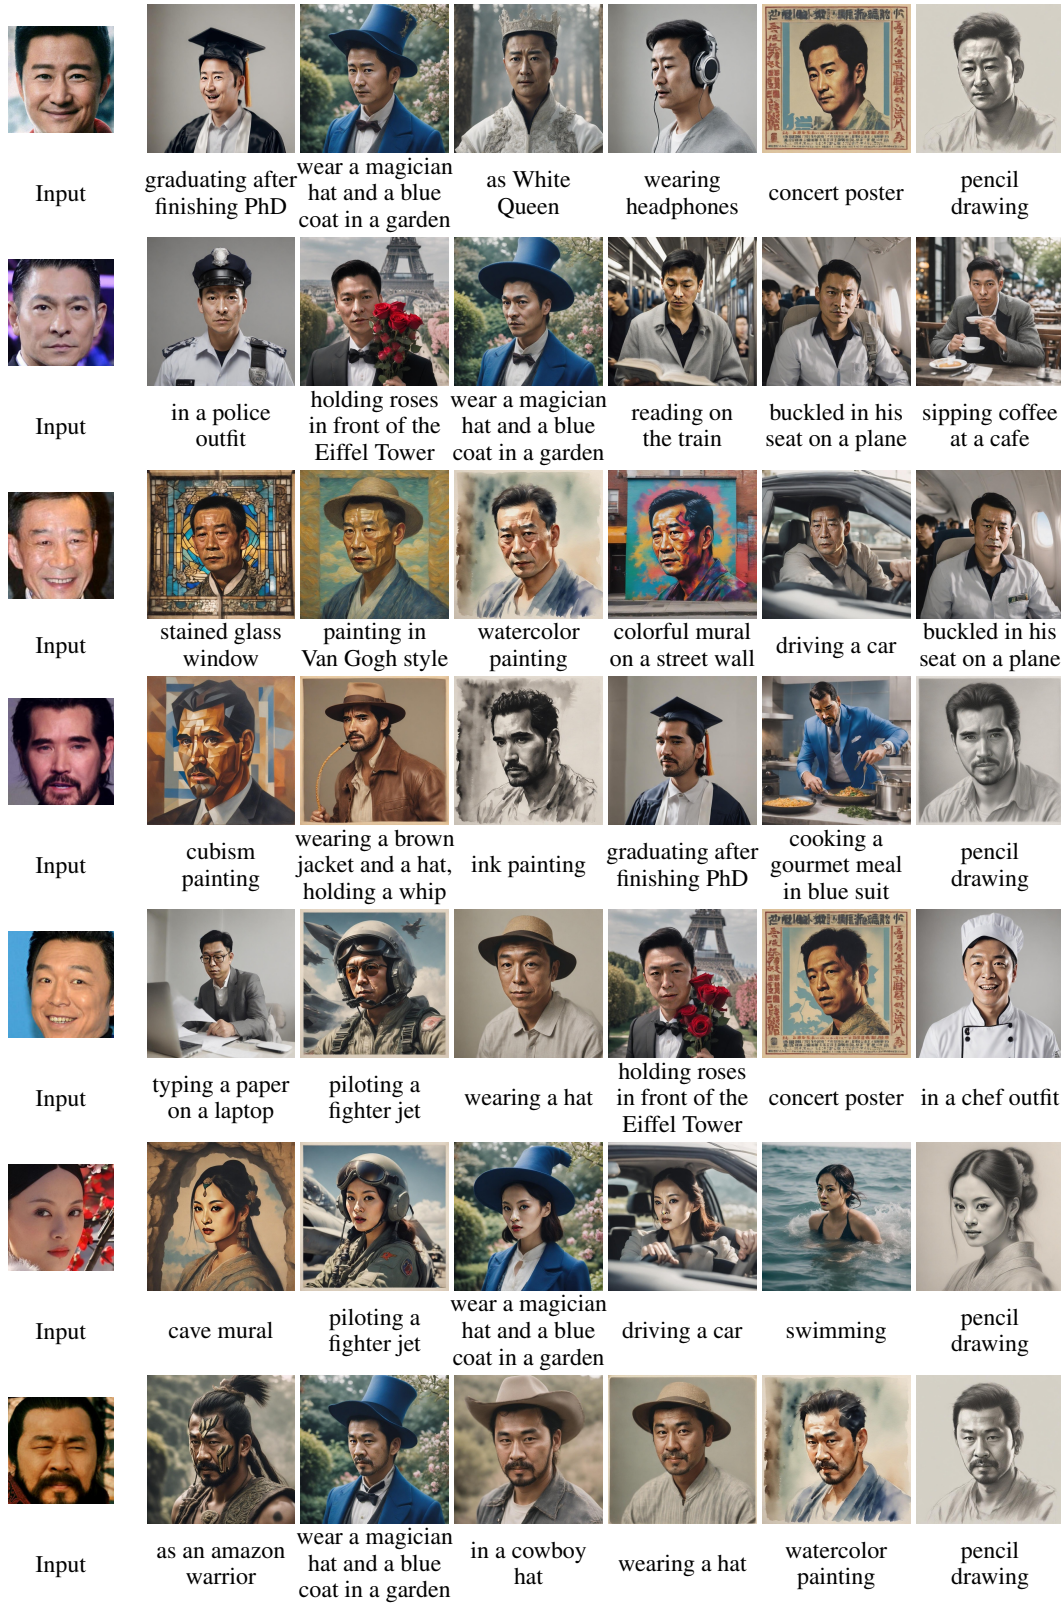 Input
graduating after
finishing PhD
wear a magician
hat and a blue
coat in a garden
as White
Queen
wearing
headphones
concert poster
pencil
drawing
Input
in a police
outfit
holding roses
in front of the
Eiffel Tower
wear a magician
hat and a blue
coat in a garden
reading on
the train
buckled in his
seat on a plane
sipping coffee
at a cafe
Input
stained glass
window
painting in
Van Gogh style
watercolor
painting
colorful mural
on a street wall
driving a car
buckled in his
seat on a plane
Input
cubism
painting
wearing a brown
jacket and a hat,
holding a whip
ink painting
graduating after
finishing PhD
cooking a
gourmet meal
in blue suit
pencil
drawing
Input
typing a paper
on a laptop
piloting a
fighter jet
wearing a hat
holding roses
in front of the
Eiffel Tower
concert poster
in a chef outfit
Input
cave mural
piloting a
fighter jet
wear a magician
hat and a blue
coat in a garden
driving a car
swimming
pencil
drawing
Input
as an amazon
warrior
wear a magician
hat and a blue
coat in a garden
in a cowboy
hat
wearing a hat
watercolor
painting
pencil
drawing